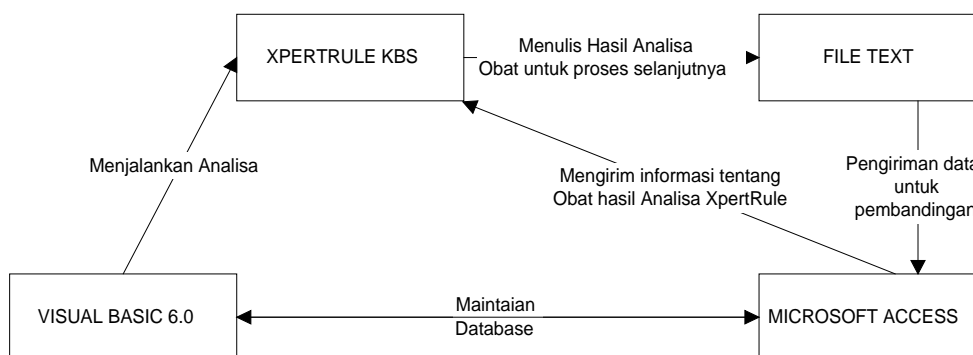 XPERTRULE KBS
Menulis Hasil Analisa
Obat untuk proses selanjutnya
FILE TEXT
Menjalankan Analisa
Mengirim informasi tentang
Obat hasil Analisa XpertRule
Pengiriman data
untuk
pembandingan
VISUAL BASIC 6.0
Maintaian
Database
MICROSOFT ACCESS